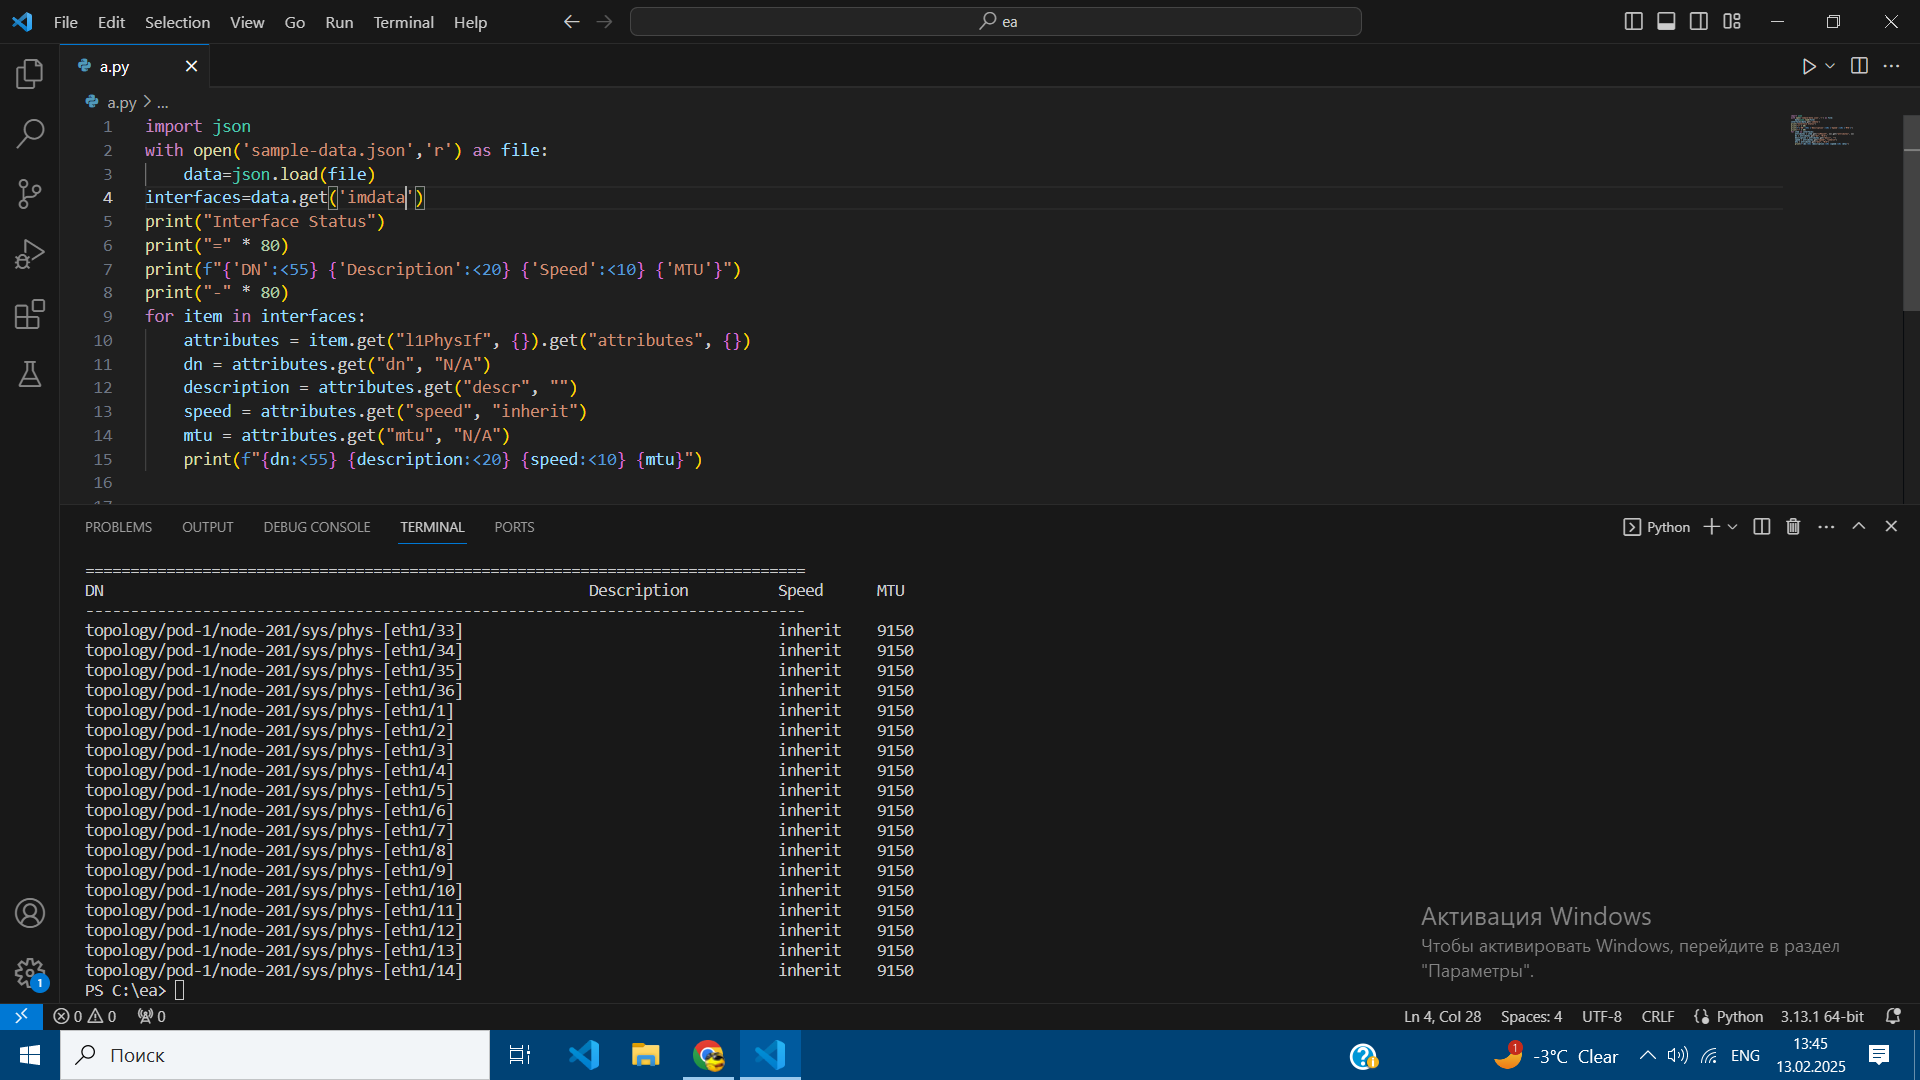 File Edit Selection View Go Run Terminal Help
ea
a.py
a.py > ...
1 import json
2 with open('sample-data.json','r') as file:
3     data=json.load(file)
4 interfaces=data.get('imdata')
5 print("Interface Status")
6 print("=" * 80)
7 print(f"{'DN':<55} {'Description':<20} {'Speed':<10} {'MTU'}")
8 print("-" * 80)
9 for item in interfaces:
10     attributes = item.get("l1PhysIf", {}).get("attributes", {})
11     dn = attributes.get("dn", "N/A")
12     description = attributes.get("descr", "")
13     speed = attributes.get("speed", "inherit")
14     mtu = attributes.get("mtu", "N/A")
15     print(f"{dn:<55} {description:<20} {speed:<10} {mtu}")
16
PROBLEMS OUTPUT DEBUG CONSOLE TERMINAL PORTS
Python
================================================================================
DN Description Speed MTU
--------------------------------------------------------------------------------
topology/pod-1/node-201/sys/phys-[eth1/33] inherit 9150
topology/pod-1/node-201/sys/phys-[eth1/34] inherit 9150
topology/pod-1/node-201/sys/phys-[eth1/35] inherit 9150
topology/pod-1/node-201/sys/phys-[eth1/36] inherit 9150
topology/pod-1/node-201/sys/phys-[eth1/1] inherit 9150
topology/pod-1/node-201/sys/phys-[eth1/2] inherit 9150
topology/pod-1/node-201/sys/phys-[eth1/3] inherit 9150
topology/pod-1/node-201/sys/phys-[eth1/4] inherit 9150
topology/pod-1/node-201/sys/phys-[eth1/5] inherit 9150
topology/pod-1/node-201/sys/phys-[eth1/6] inherit 9150
topology/pod-1/node-201/sys/phys-[eth1/7] inherit 9150
topology/pod-1/node-201/sys/phys-[eth1/8] inherit 9150
topology/pod-1/node-201/sys/phys-[eth1/9] inherit 9150
topology/pod-1/node-201/sys/phys-[eth1/10] inherit 9150
topology/pod-1/node-201/sys/phys-[eth1/11] inherit 9150
topology/pod-1/node-201/sys/phys-[eth1/12] inherit 9150
topology/pod-1/node-201/sys/phys-[eth1/13] inherit 9150
topology/pod-1/node-201/sys/phys-[eth1/14] inherit 9150
PS C:\ea>
Активация Windows
Чтобы активировать Windows, перейдите в раздел
"Параметры".
1
0 0 0
Ln 4, Col 28 Spaces: 4 UTF-8 CRLF {} Python 3.13.1 64-bit
Поиск
1
-3°C Clear
ENG
13:45
13.02.2025